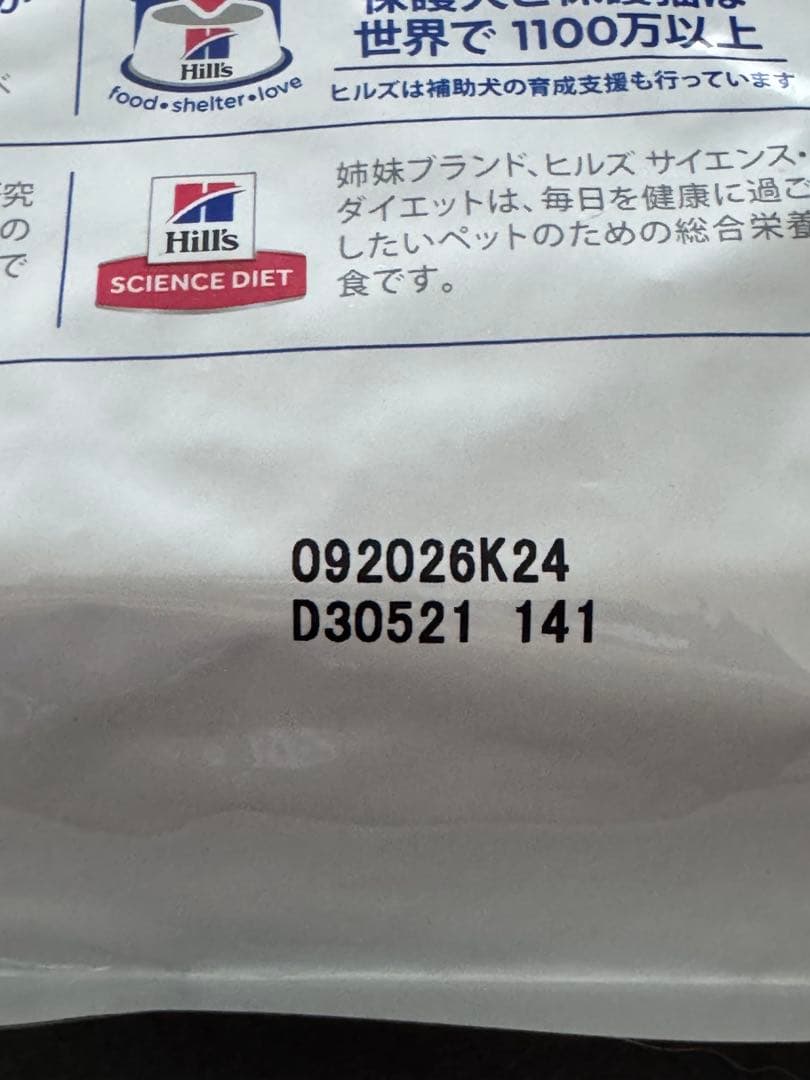 Hill's
food•shelter•love
世界で 1100万以上
ヒルズは補助犬の育成支援も行っています
究
の
で
Hill's
SCIENCE DIET
姉妹ブランド、ヒルズ サイエンス・
ダイエットは、毎日を健康に過ご
したいペットのための総合栄養
食です。
092026K24
D30521 141